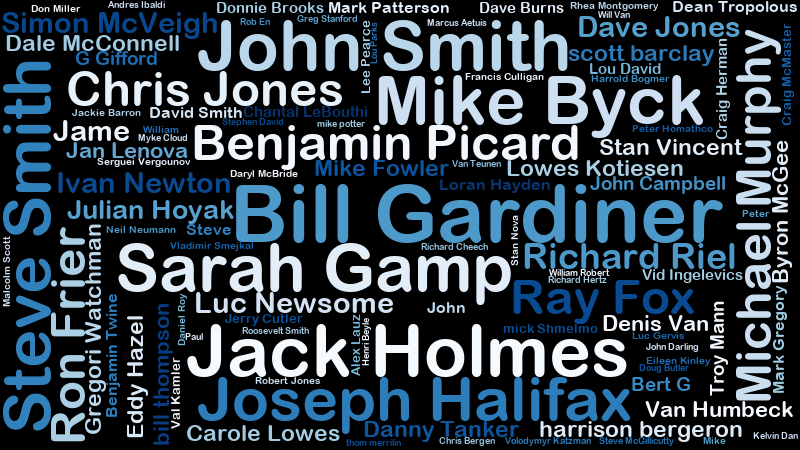 Don Miller
Andres Ibaldi
Donnie Brooks
Mark Patterson
Dave Burns
Rhea Montgomery
Dean Tropolous
Simon McVeigh
Rob En
Greg Stanford
Marcus Aetuis
Will Van
Dale McConnell
John Smith
Dave Jones
G Gifford
Lee Pearce
Lou Parks
scott barclay
Chris Jones
Francis Culligan
Lou David
Harrold Bogmer
Mike Byck
Craig Herman
Craig McMaster
Jackie Barron
David Smith
Chantal LeBouthi
Stephen David
mike potter
Peter Homathco
Jame
William
Myke Cloud
Benjamin Picard
Stan Vincent
Jan Lenova
Serguei Vergounov
Van Teunen
Lowes Kotiesen
Mike Fowler
Daryl McBride
Ivan Newton
Loran Hayden
John Campbell
Julian Hoyak
Bill Gardiner
Peter
Neil Neumann
Steve
Steve Smith
Michael Murphy
Byron McGee
Malcolm Scott
Ron Frier
Gregori Watchman
Vladimir Smejkal
Richard Cheech
Stan Nova
Richard Riel
Sarah Gamp
William Robert
Richard Hertz
Vid Ingelevics
Luc Newsome
John
Ray Fox
Benjamin Twine
Eddy Hazel
bill thompson
Val Kamler
Daniel Roy
Jerry Cutler
Roosevelt Smith
Paul
Alex Lauz
Henri Beyle
mick Shmelmo
Denis Van
Luc Gervis
John Darling
Troy Mann
Mark Gregory
Jack Holmes
Eileen Kinley
Doug Butler
Robert Jones
Bert G
Joseph Halifax
Van Humbeck
Carole Lowes
Danny Tanker
harrison bergeron
thom merrilin
Chris Bergen
Volodymyr Katzman
Steve McGillicutty
Mike
Kelvin Dan